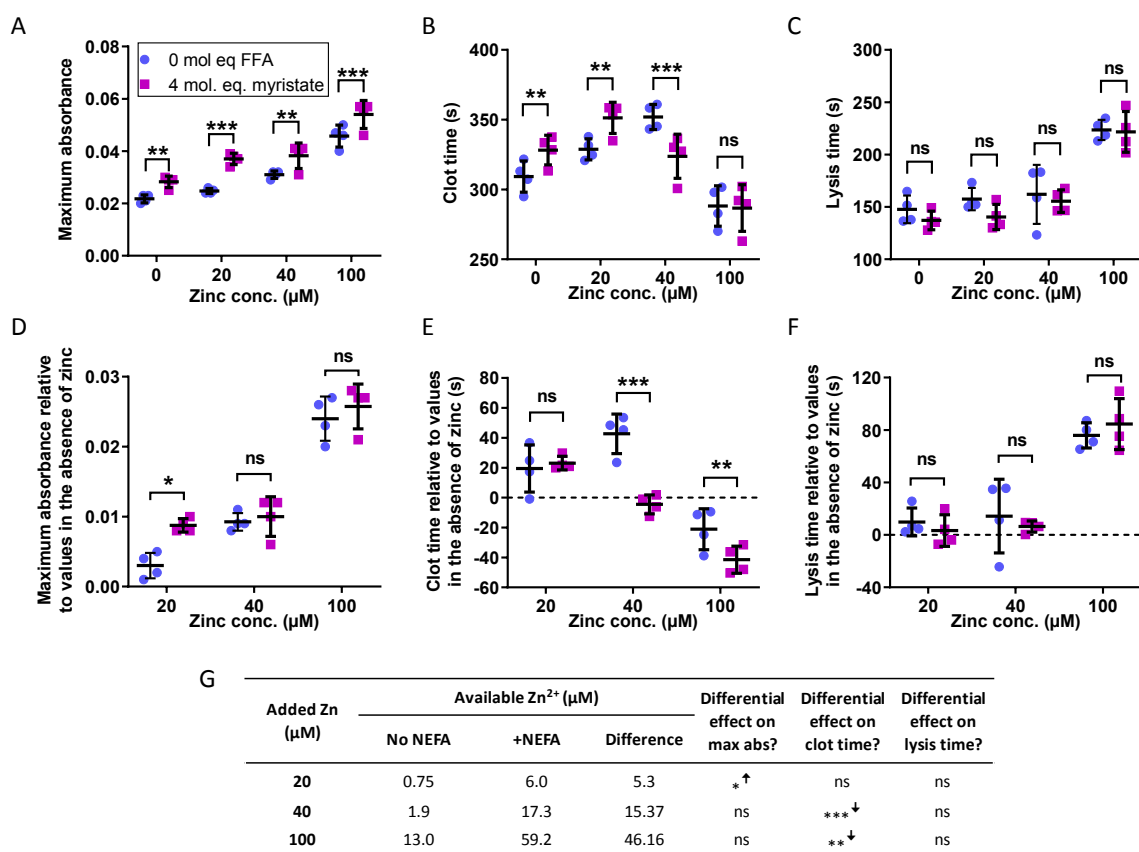 A
B
C
0 mol eq FFA
4 mol. eq. myristate
Maximum absorbance
0.08
0.06
0.04
0.02
0.00
** *** ** ***
0 20 40 100
Zinc conc. (µM)
Clot time (s)
400
350
300
250
** ** *** ns
0 20 40 100
Zinc conc. (µM)
Lysis time (s)
300
250
200
150
100
ns ns ns ns
0 20 40 100
Zinc conc. (µM)
D
E
F
Maximum absorbance relative
to values in the absence of zinc
0.03
0.02
0.01
0.00
* ns ns
20 40 100
Zinc conc. (µM)
Clot time relative to values
in the absence of zinc (s)
80
60
40
20
0
-20
-40
-60
ns *** **
20 40 100
Zinc conc. (µM)
Lysis time relative to values
in the absence of zinc (s)
120
80
40
0
-40
ns ns ns
20 40 100
Zinc conc. (µM)
G
Added Zn
(µM)
Available Zn²⁺ (µM)
No NEFA +NEFA Difference
Differential
effect on
max abs?
Differential
effect on
clot time?
Differential
effect on
lysis time?
20 0.75 6.0 5.3 *↑ ns ns
40 1.9 17.3 15.37 ns ***↓ ns
100 13.0 59.2 46.16 ns **↓ ns